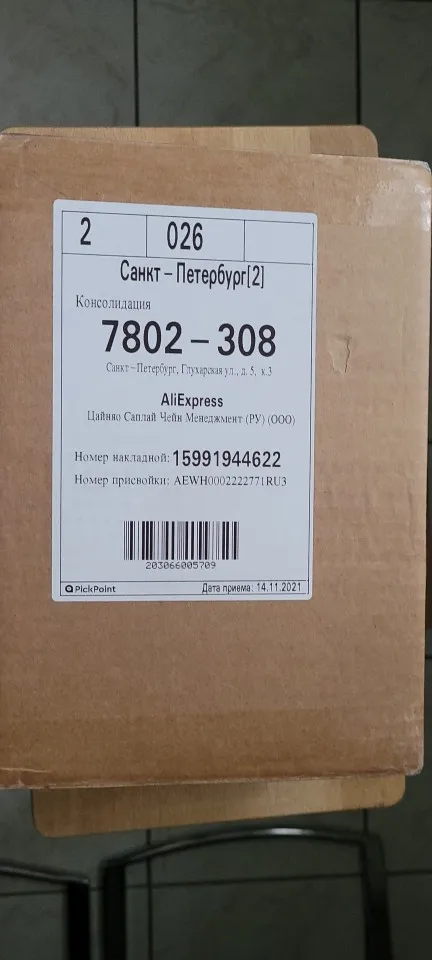 2 026
Санкт – Петербург[2]
Консолидация
7802 – 308
Санкт – Петербург, Глухарская ул., д. 5, к.3
AliExpress
Цайняо Саплай Чейн Менеджмент (РУ) (ООО)
Номер накладной: 15991944622
Номер присвойки: AEWH0002222771RU3
203066005709
PickPoint Дата приема: 14.11.2021